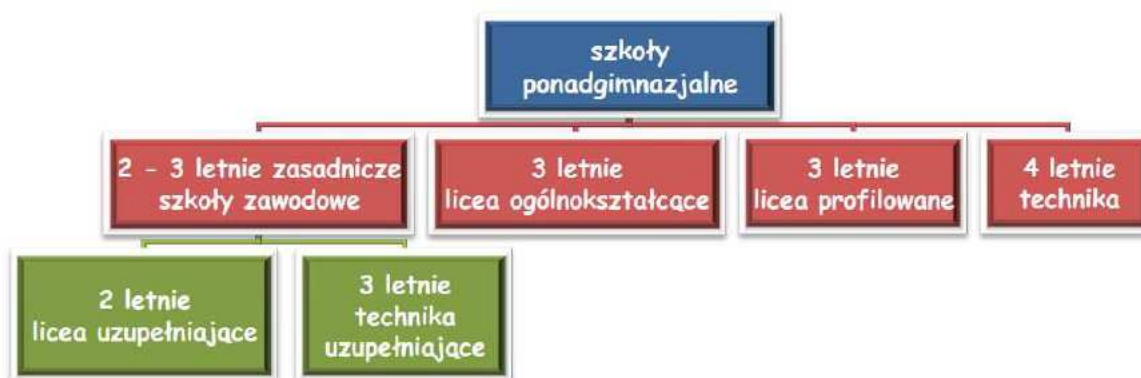 szkoły
ponadgimnazjalne
2 - 3 letnie zasadnicze
szkoły zawodowe
3 letnie
licea ogólnokształcące
3 letnie
licea profilowane
4 letnie
technika
2 letnie
licea uzupełniające
3 letnie
technika
uzupełniające